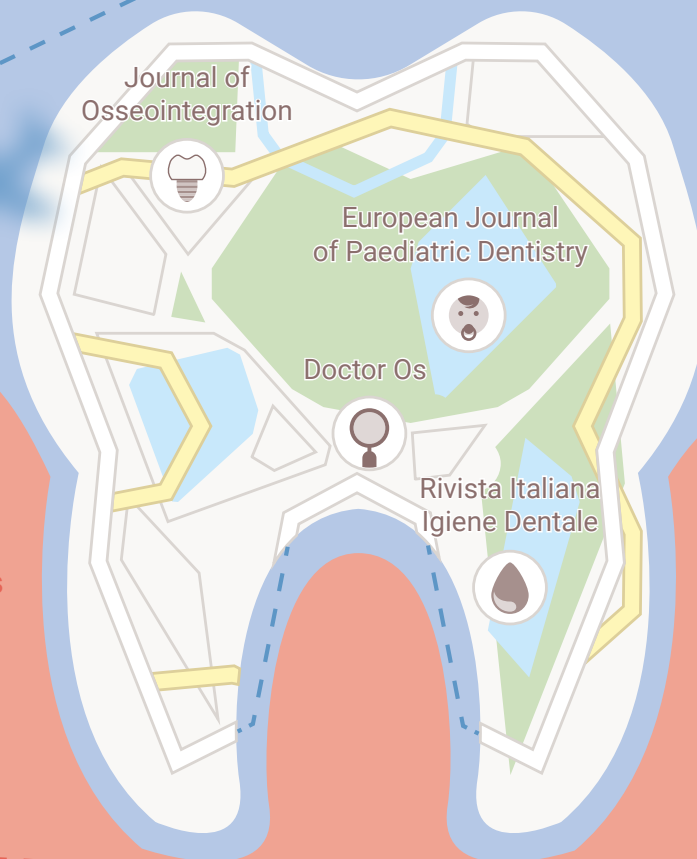 Journal of
Osseointegration
European Journal
of Paediatric Dentistry
Doctor Os
Rivista Italiana
Igiene Dentale